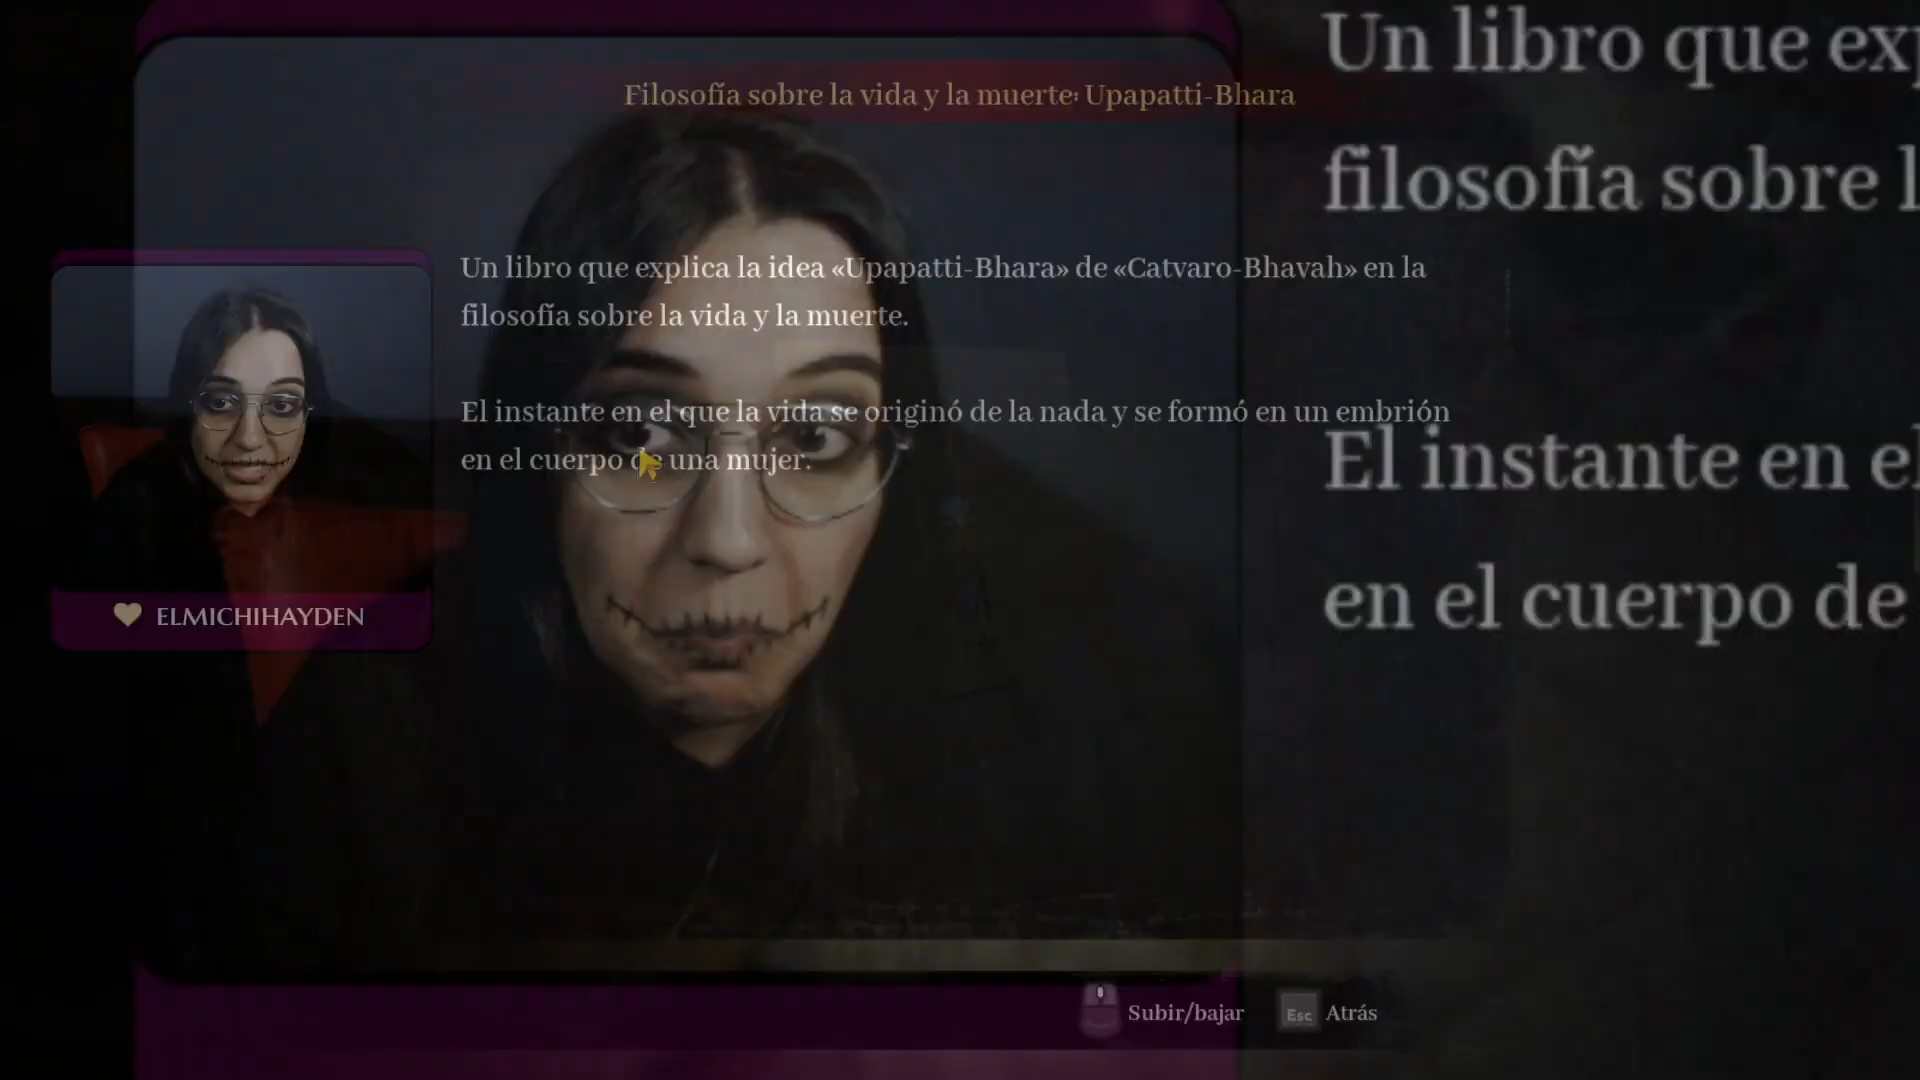 Filosofía sobre la vida y la muerte: Upapatti-Bhara
Un libro que explica la idea «Upapatti-Bhara» de «Catvaro-Bhavah» en la
filosofía sobre la vida y la muerte.
El instante en el que la vida se originó de la nada y se formó en un embrión
en el cuerpo de una mujer.
ELMICHIHAYDEN
Un libro que
filosofía sobre
El instante en
en el cuerpo de
Subir/bajar
Esc Atrás